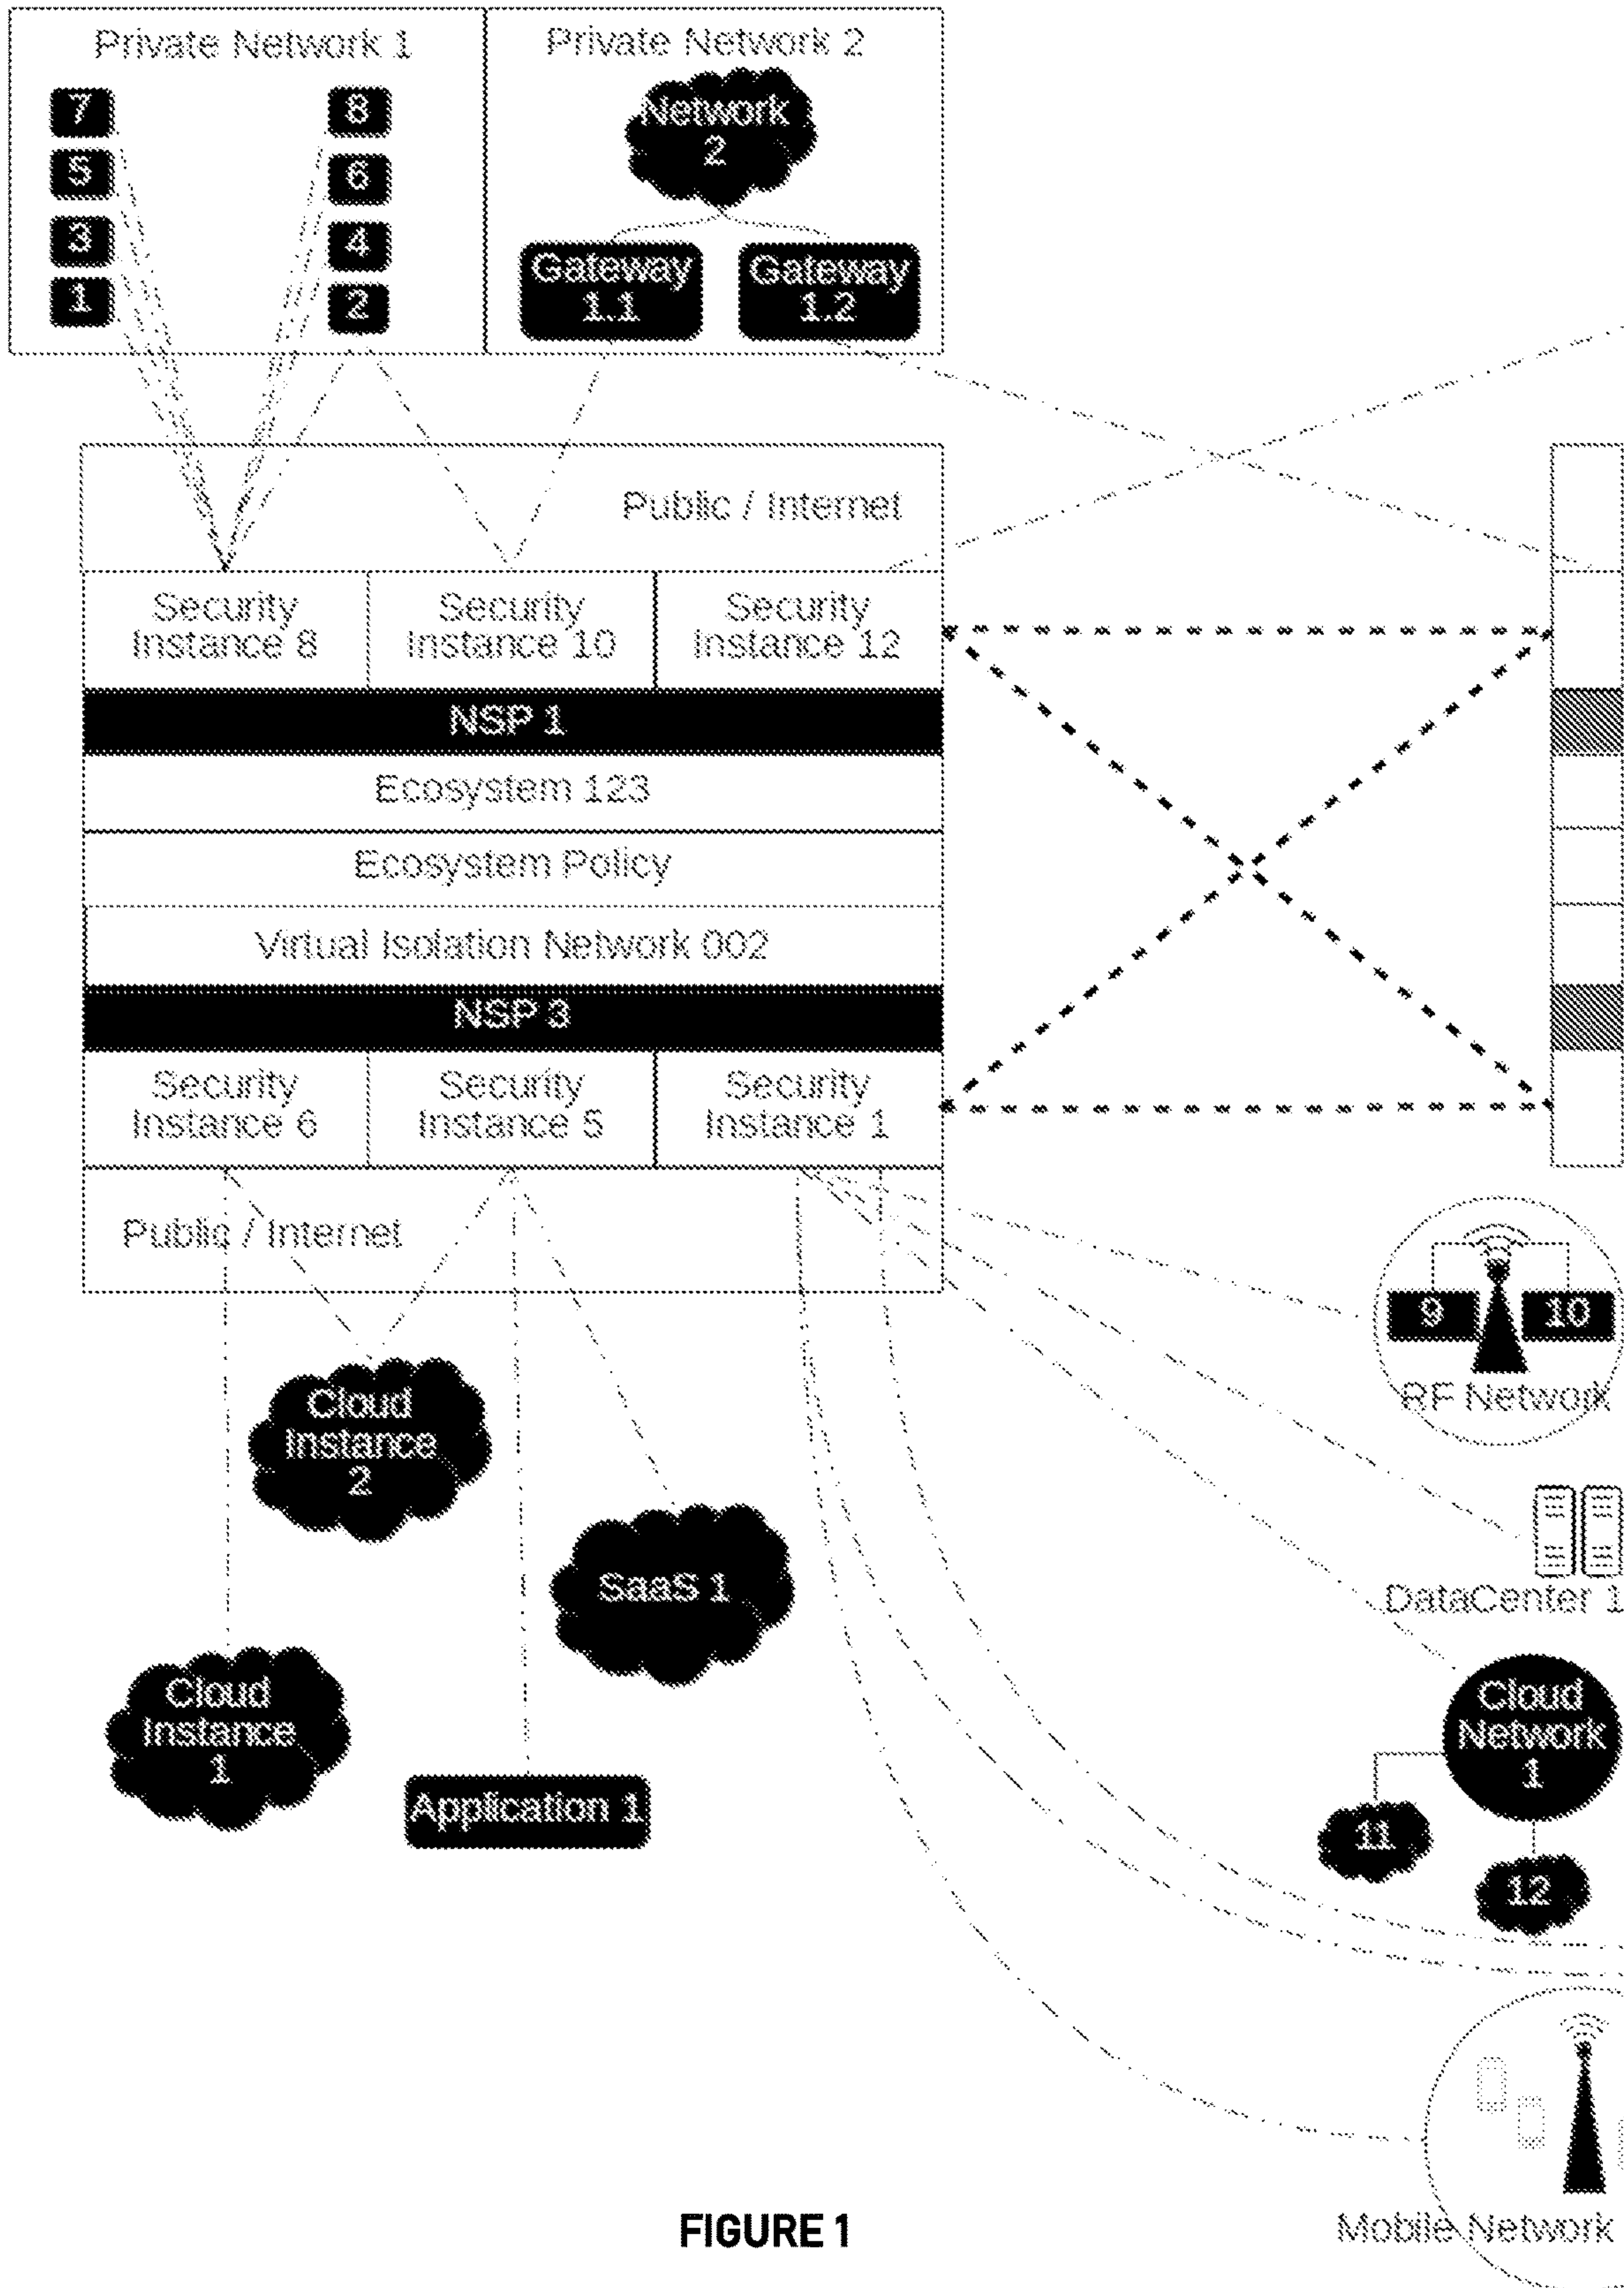 Private Network 1
7
8
5
6
3
4
1
2
Private Network 2
Network
2
Gateway
1.1
Gateway
1.2
Public / Internet
Security
Instance 8
Security
Instance 10
Security
Instance 12
NSP 1
Ecosystem 123
Ecosystem Policy
Virtual Isolation Network 002
NSP 3
Security
Instance 6
Security
Instance 5
Security
Instance 1
Public / Internet
9
10
RF Network
Cloud
Instance
2
SaaS 1
DataCenter 1
Cloud
Instance
1
Application 1
Cloud
Network
1
11
12
Mobile Network
FIGURE 1